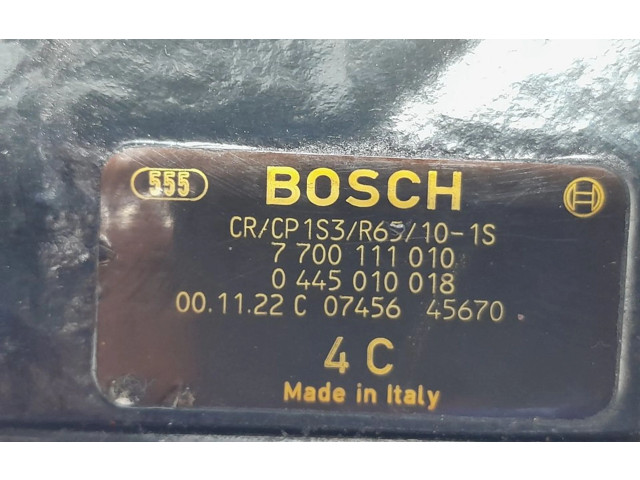 555 BOSCH
CR/CP1S3/R65/10-1S
7 700 111 010
0 445 010 018
00.11.22 C 07456 45670
4 C
Made in Italy